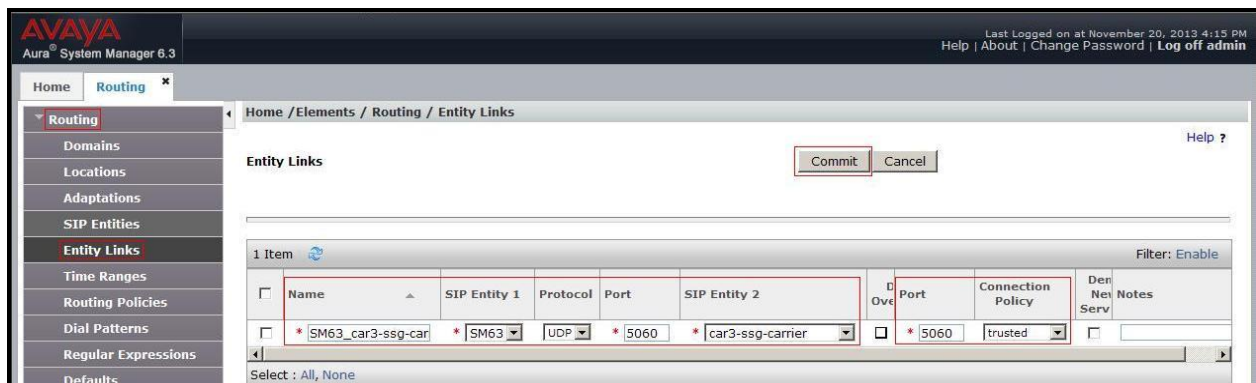 AVAYA
Aura® System Manager 6.3
Last Logged on at November 20, 2013 4:15 PM
Help | About | Change Password | Log off admin
Home
Routing ×
Routing
Domains
Locations
Adaptations
SIP Entities
Entity Links
Time Ranges
Routing Policies
Dial Patterns
Regular Expressions
Defaults
Home /Elements / Routing / Entity Links
Help ?
Entity Links
Commit
Cancel
1 Item
Filter: Enable
Name SIP Entity 1 Protocol Port SIP Entity 2 D Ove Port Connection Policy Den Nev Serv Notes
* SM63_car3-ssg-car * SM63 UDP * 5060 * car3-ssg-carrier * 5060 trusted
Select : All, None